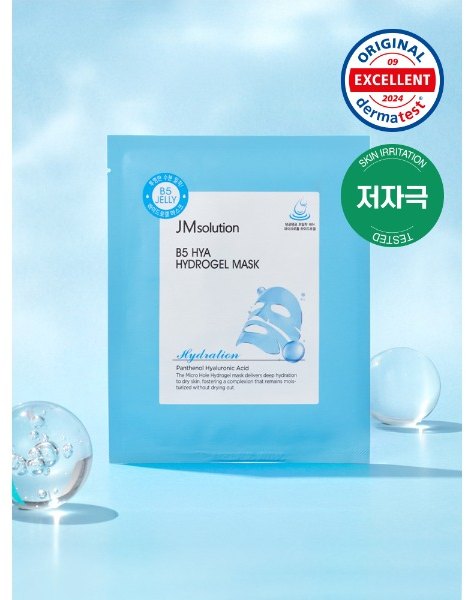 ORIGINAL
09
EXCELLENT
2024
dermatest®
SKIN IRRITATION
저자극
TESTED
B5
JELLY
JMsolution
B5 HYA
HYDROGEL MASK
Hydration
Panthenol Hyaluronic Acid
The Micro Hole Hydrogel mask delivers deep hydration
to dry skin, fostering a complexion that remains mois-
turized without drying out.